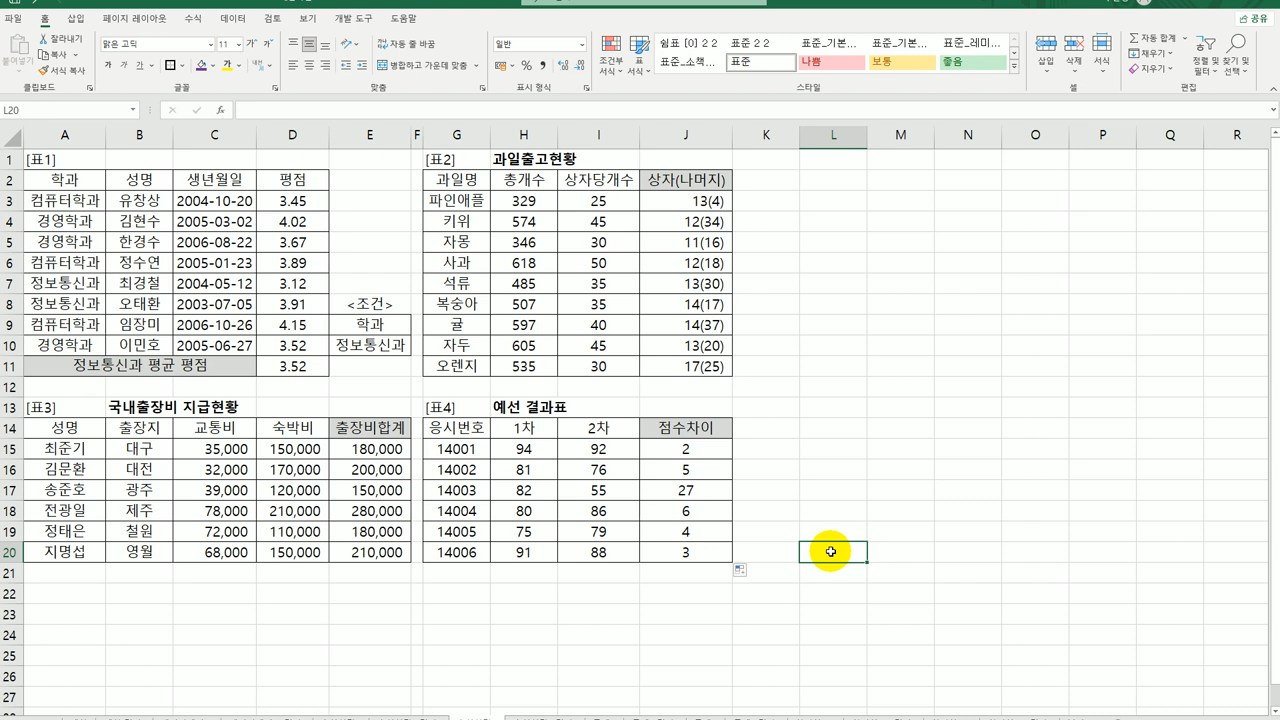 파일 홈 삽입 페이지 레이아웃 수식 데이터 검토 보기 개발 도구 도움말 공유
잘라내기
복사
서식 복사
붙여넣기
클립보드
맑은 고딕 11
가 가 가
글꼴
자동 줄 바꿈
병합하고 가운데 맞춤
맞춤
일반
표시 형식
조건부 서식
표 서식
쉼표 [0] 2 2 표준 2 2 표준_기본... 표준_기본... 표준_레미...
표준_소책... 표준 나쁨 보통 좋음
스타일
삽입 삭제 서식
셀
자동 합계
채우기
지우기
정렬 및 필터
찾기 및 선택
편집
L20 fx
A B C D E F G H I J K L M N O P Q R
1 [표1] [표2] 과일출고현황
2 학과 성명 생년월일 평점 과일명 총개수 상자당개수 상자(나머지)
3 컴퓨터학과 유창상 2004-10-20 3.45 파인애플 329 25 13(4)
4 경영학과 김현수 2005-03-02 4.02 키위 574 45 12(34)
5 경영학과 한경수 2006-08-22 3.67 자몽 346 30 11(16)
6 컴퓨터학과 정수연 2005-01-23 3.89 사과 618 50 12(18)
7 정보통신과 최경철 2004-05-12 3.12 석류 485 35 13(30)
8 정보통신과 오태환 2003-07-05 3.91 <조건> 복숭아 507 35 14(17)
9 컴퓨터학과 임장미 2006-10-26 4.15 학과 귤 597 40 14(37)
10 경영학과 이민호 2005-06-27 3.52 정보통신과 자두 605 45 13(20)
11 정보통신과 평균 평점 3.52 오렌지 535 30 17(25)
12
13 [표3] 국내출장비 지급현황 [표4] 예선 결과표
14 성명 출장지 교통비 숙박비 출장비합계 응시번호 1차 2차 점수차이
15 최준기 대구 35,000 150,000 180,000 14001 94 92 2
16 김문환 대전 32,000 170,000 200,000 14002 81 76 5
17 송준호 광주 39,000 120,000 150,000 14003 82 55 27
18 전광일 제주 78,000 210,000 280,000 14004 80 86 6
19 정태은 철원 72,000 110,000 180,000 14005 75 79 4
20 지명섭 영월 68,000 150,000 210,000 14006 91 88 3
21
22
23
24
25
26
27